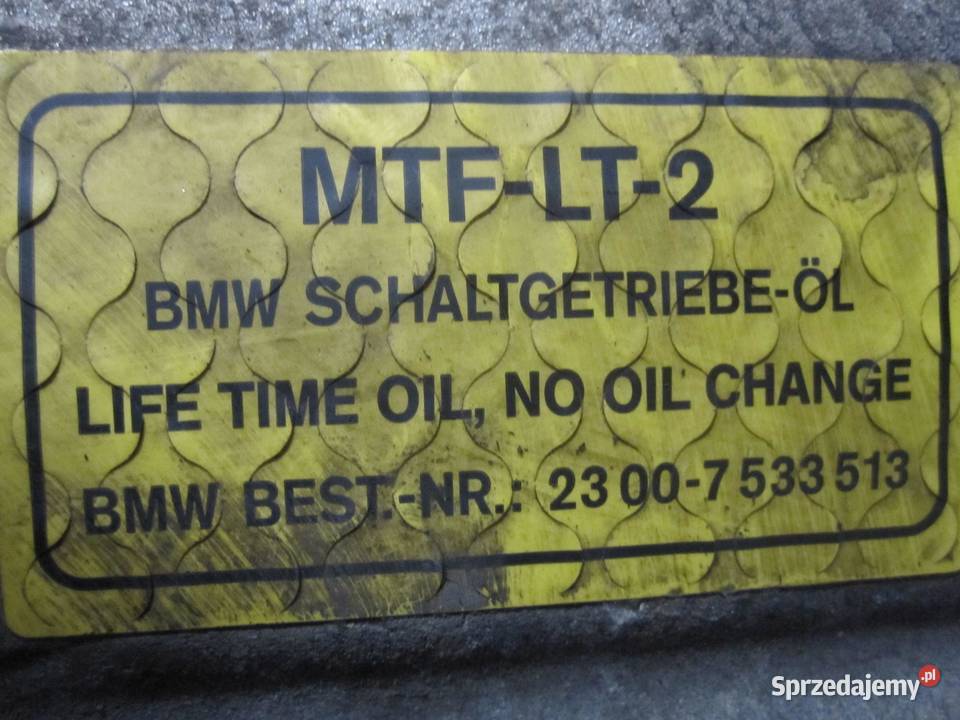 MTF-LT-2
BMW SCHALTGETRIEBE-ÖL
LIFE TIME OIL, NO OIL CHANGE
BMW BEST.-NR.: 23 00-7 533 513
Sprzedajemy.pl